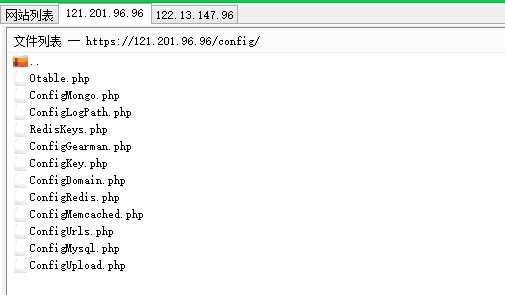 网站列表 121.201.96.96 122.13.147.96
文件列表 — https://121.201.96.96/config/
..
Otable.php
ConfigMongo.php
ConfigLogPath.php
RedisKeys.php
ConfigGearman.php
ConfigKey.php
ConfigDomain.php
ConfigRedis.php
ConfigMemcached.php
ConfigUrls.php
ConfigMysql.php
ConfigUpload.php